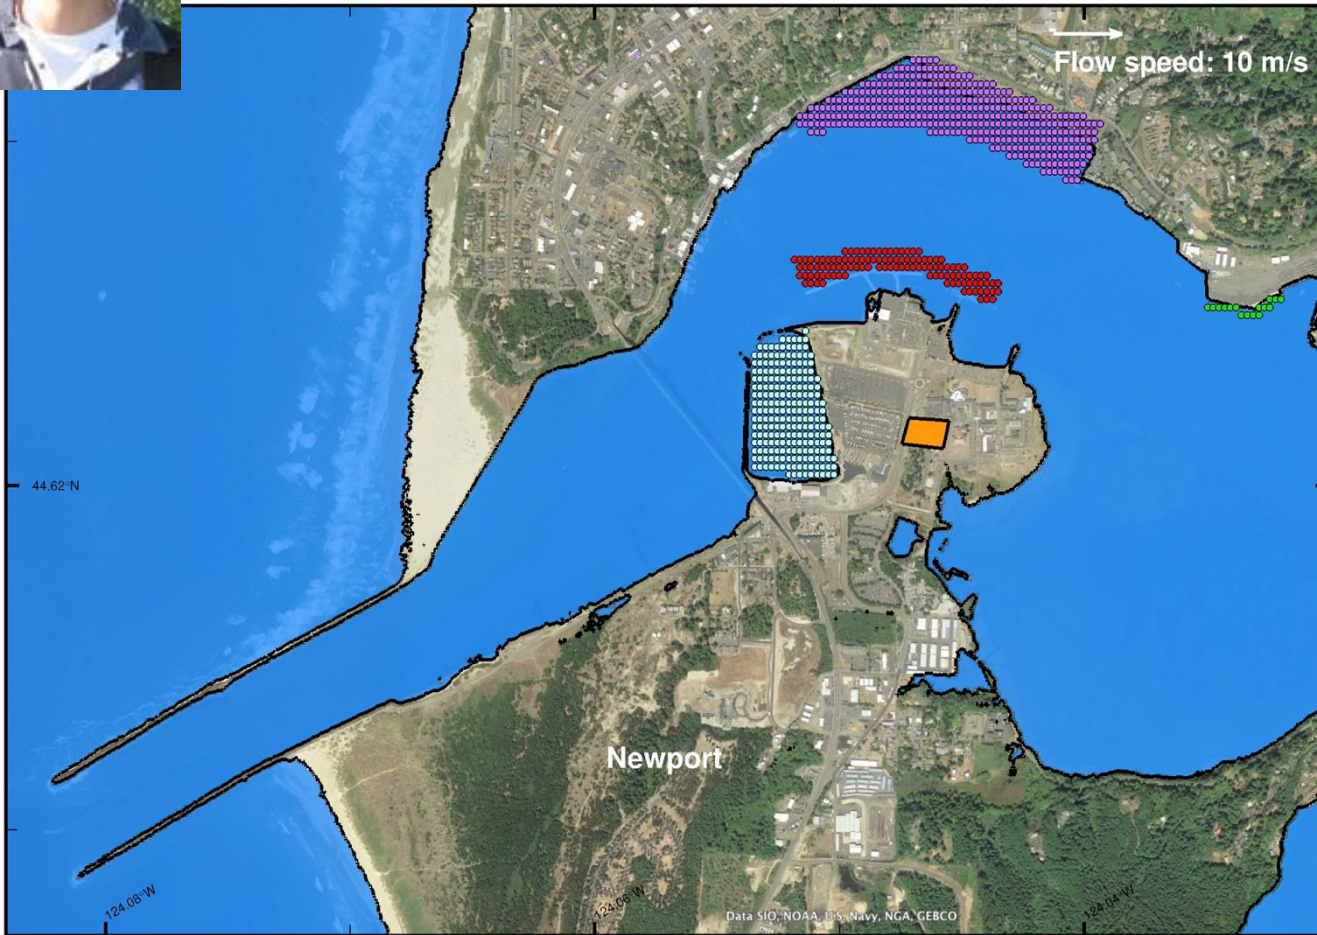 Flow speed: 10 m/s
44.62°N
Newport
124.08°W
124.06°W
124.04°W
Data SIO, NOAA, U.S. Navy, NGA, GEBCO